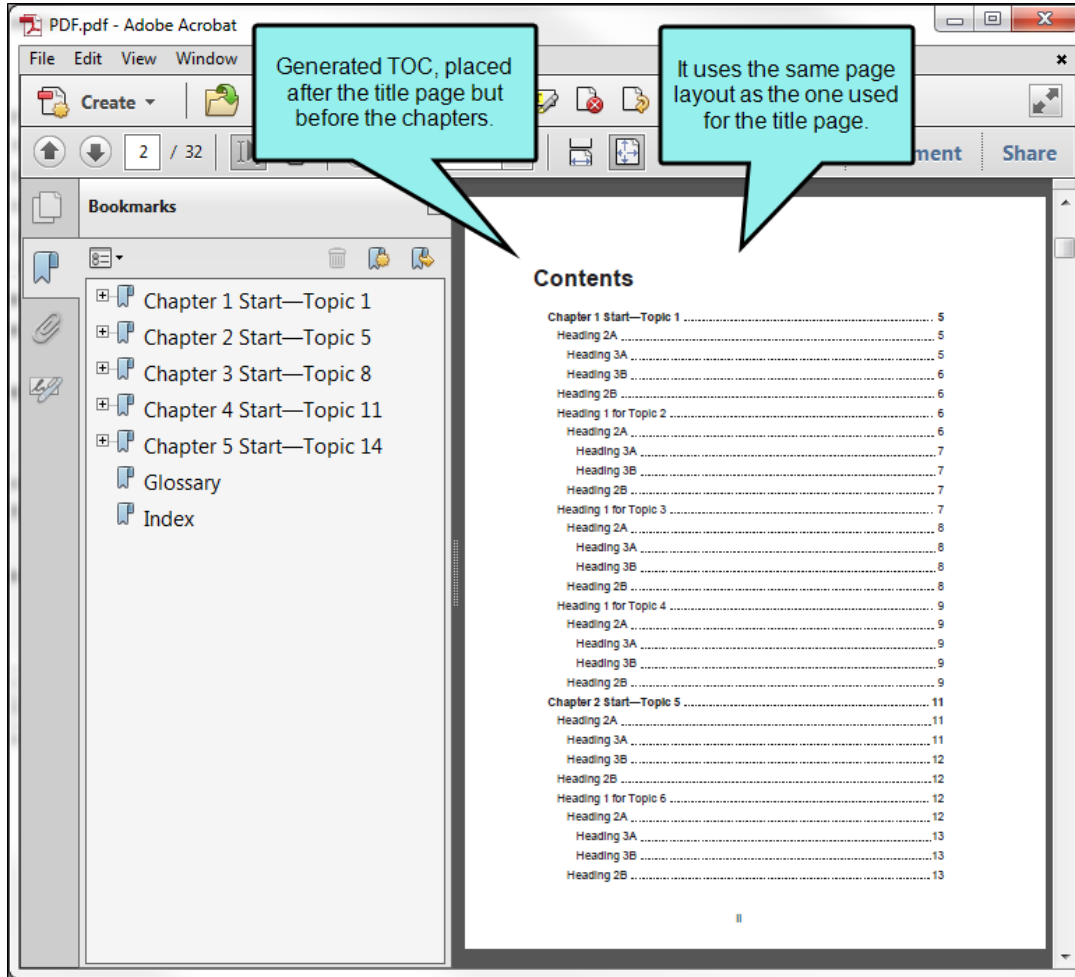 PDF.pdf - Adobe Acrobat
File Edit View Window
Generated TOC, placed
after the title page but
before the chapters.
It uses the same page
layout as the one used
for the title page.
Create
2 / 32
Share
Bookmarks
Chapter 1 Start—Topic 1
Chapter 2 Start—Topic 5
Chapter 3 Start—Topic 8
Chapter 4 Start—Topic 11
Chapter 5 Start—Topic 14
Glossary
Index
Contents
Chapter 1 Start—Topic 1 5
Heading 2A 5
Heading 3A 5
Heading 3B 6
Heading 2B 6
Heading 1 for Topic 2 6
Heading 2A 6
Heading 3A 7
Heading 3B 7
Heading 2B 7
Heading 1 for Topic 3 7
Heading 2A 8
Heading 3A 8
Heading 3B 8
Heading 2B 8
Heading 1 for Topic 4 9
Heading 2A 9
Heading 3A 9
Heading 3B 9
Heading 2B 9
Chapter 2 Start—Topic 5 11
Heading 2A 11
Heading 3A 11
Heading 3B 12
Heading 2B 12
Heading 1 for Topic 6 12
Heading 2A 12
Heading 3A 13
Heading 3B 13
Heading 2B 13
ii